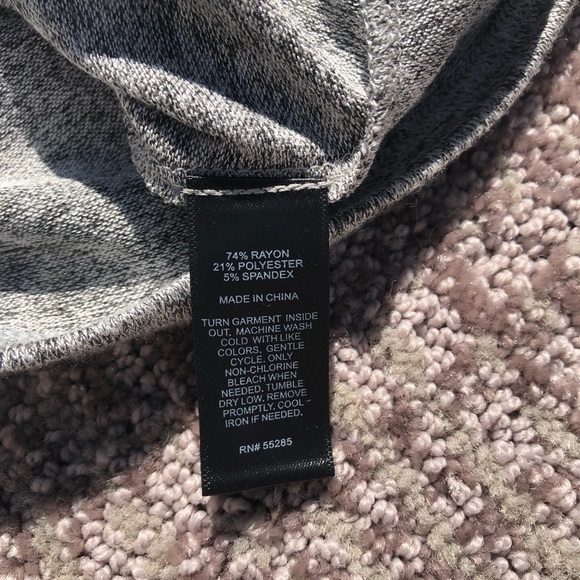 74% RAYON
21% POLYESTER
5% SPANDEX
MADE IN CHINA
TURN GARMENT INSIDE
OUT, MACHINE WASH
COLD WITH LIKE
COLORS. GENTLE
CYCLE. ONLY
NON-CHLORINE
BLEACH WHEN
NEEDED. TUMBLE
DRY LOW. REMOVE
PROMPTLY. COOL
IRON IF NEEDED.
RN# 55285